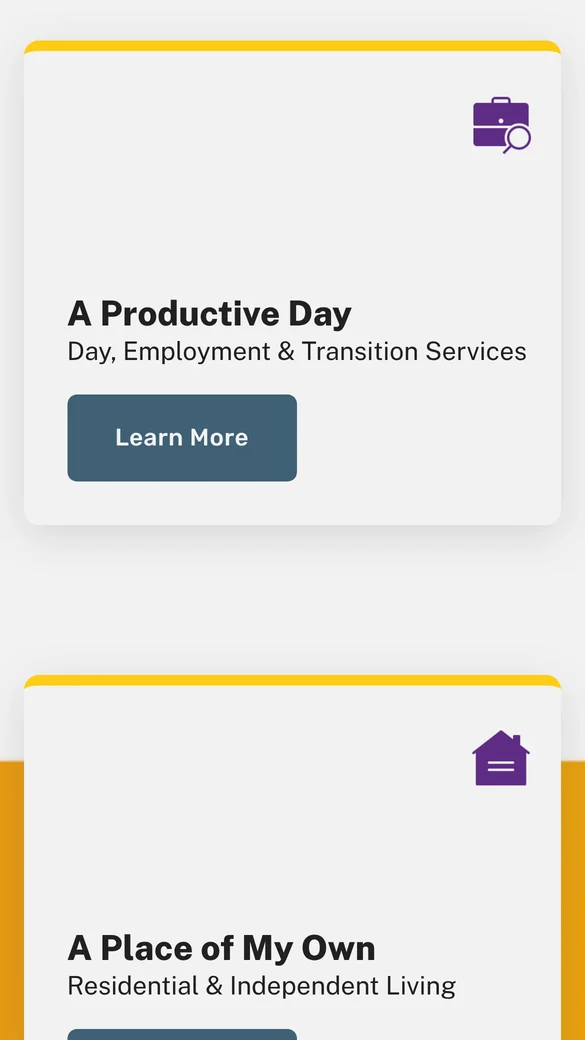 A Productive Day
Day, Employment & Transition Services
Learn More
A Place of My Own
Residential & Independent Living